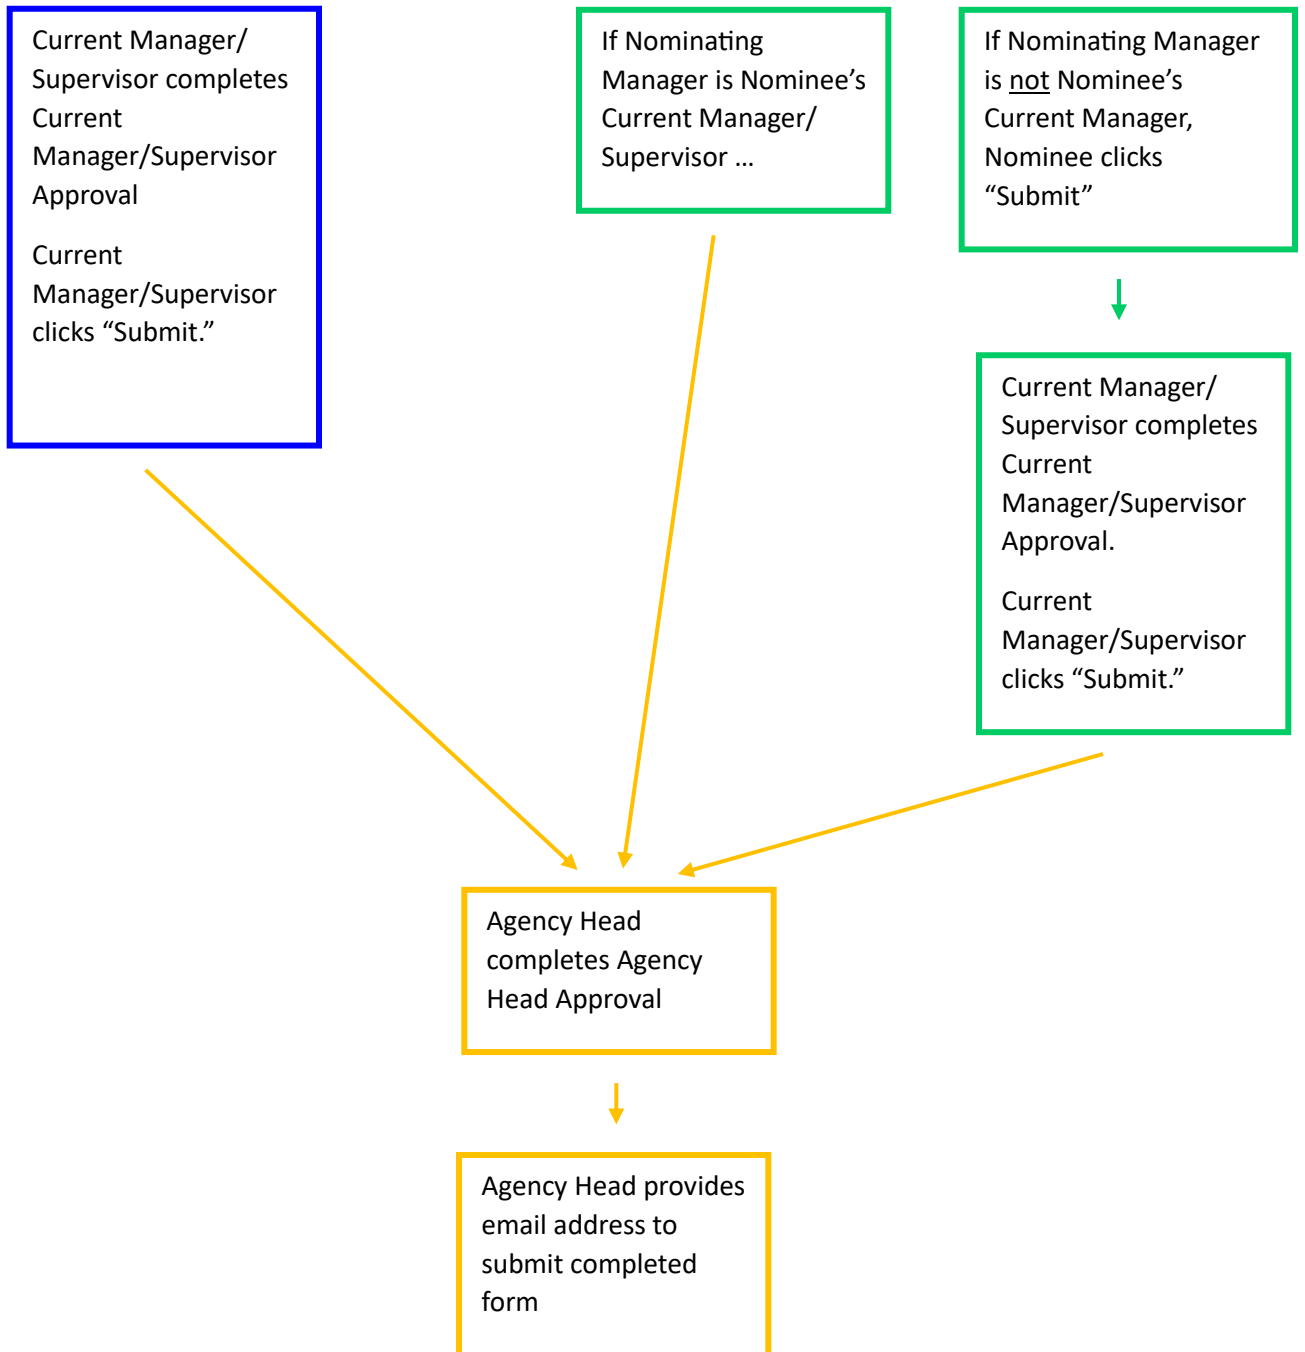 Current Manager/
Supervisor completes
Current
Manager/Supervisor
Approval
Current
Manager/Supervisor
clicks “Submit.”
If Nominating
Manager is Nominee’s
Current Manager/
Supervisor ...
If Nominating Manager
is not Nominee’s
Current Manager,
Nominee clicks
“Submit”
Current Manager/
Supervisor completes
Current
Manager/Supervisor
Approval.
Current
Manager/Supervisor
clicks “Submit.”
Agency Head
completes Agency
Head Approval
Agency Head provides
email address to
submit completed
form